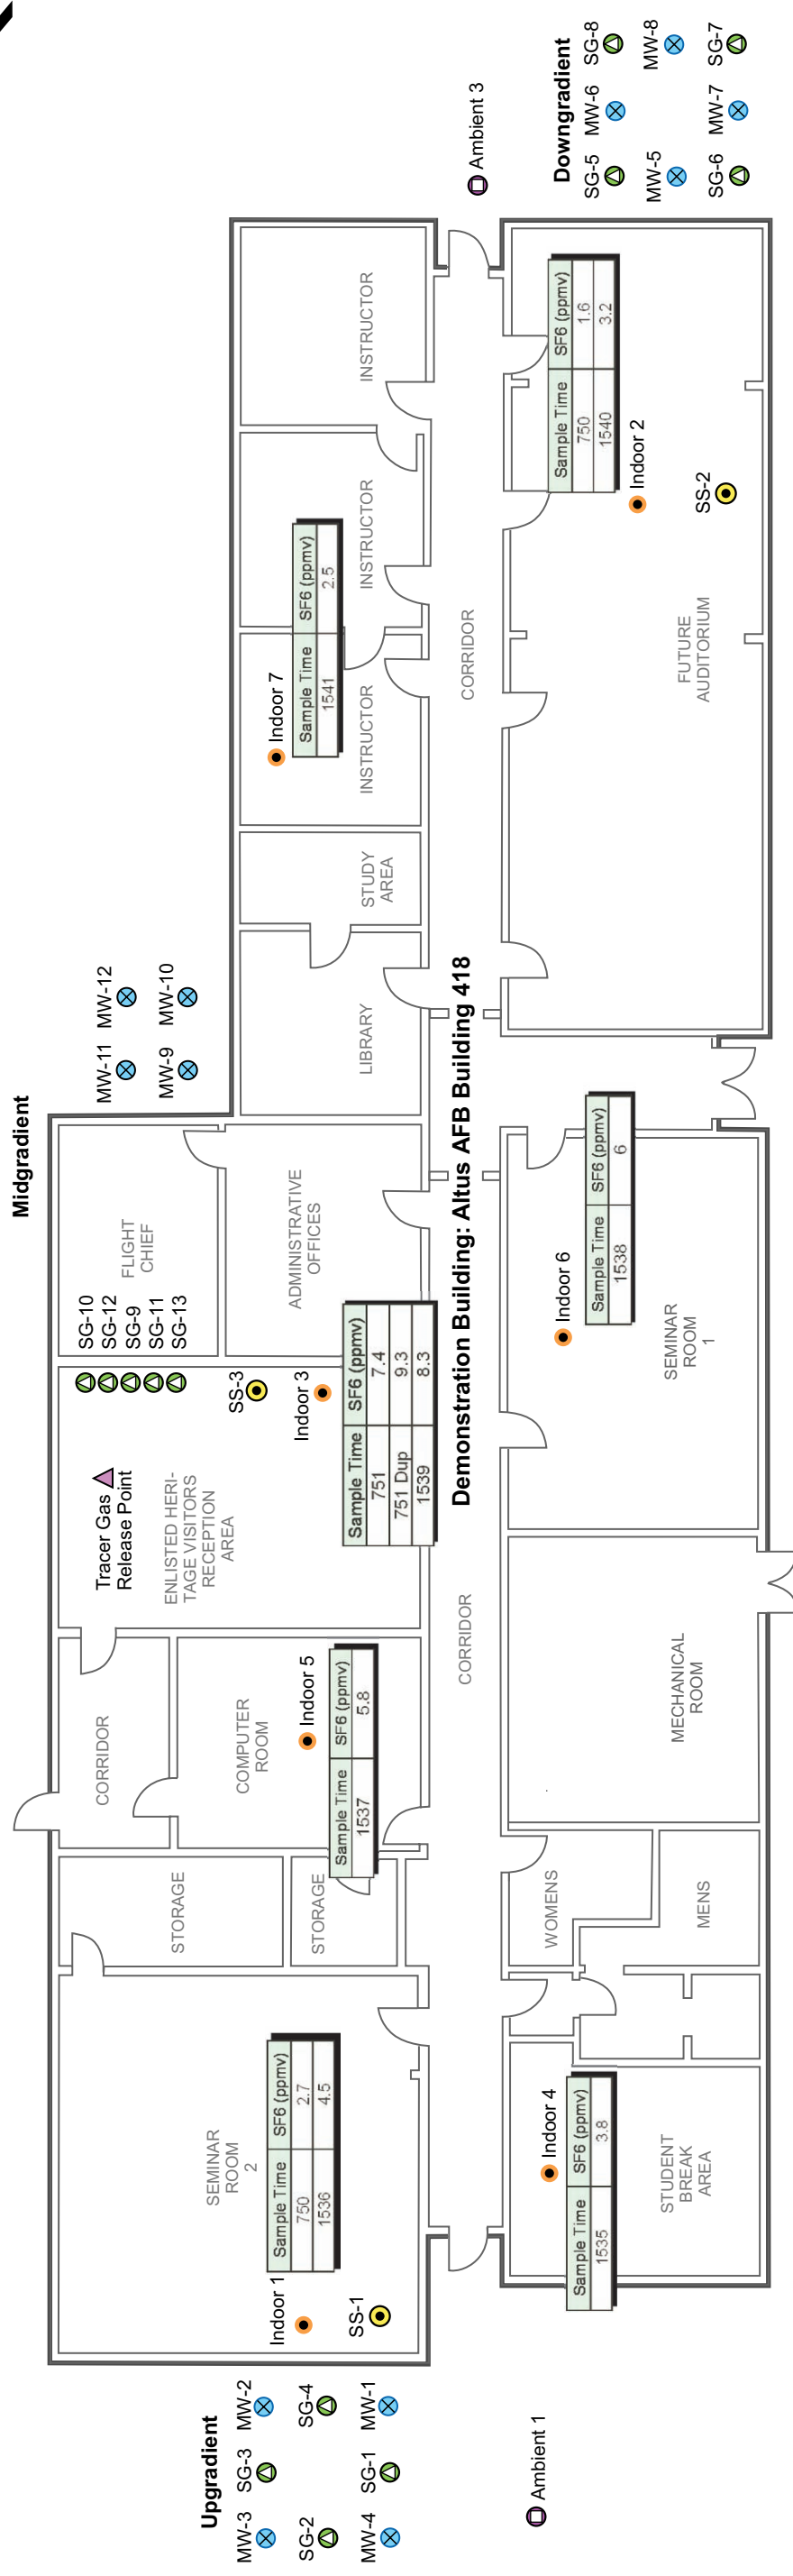 Midgradient
MW-11
MW-12
MW-9
MW-10
Upgradient
MW-3
SG-3
MW-2
SG-2
SG-4
MW-4
SG-1
MW-1
Ambient 1
SEMINAR
ROOM
2
Indoor 1
Sample Time SF6 (ppmv)
750 2.7
1536 4.5
SS-1
STORAGE
STORAGE
CORRIDOR
COMPUTER
ROOM
Indoor 5
Sample Time SF6 (ppmv)
1537 5.8
Tracer Gas
Release Point
ENLISTED HERI-
TAGE VISITORS
RECEPTION
AREA
SG-10
SG-12
SG-9
SG-11
SG-13
SS-3
Indoor 3
Sample Time SF6 (ppmv)
751 7.4
751 Dup 9.3
1539 8.3
FLIGHT
CHIEF
ADMINISTRATIVE
OFFICES
LIBRARY
STUDY
AREA
Indoor 7
Sample Time SF6 (ppmv)
1541 2.5
INSTRUCTOR
INSTRUCTOR
INSTRUCTOR
CORRIDOR
Demonstration Building: Altus AFB Building 418
CORRIDOR
Ambient 3
Indoor 4
Sample Time SF6 (ppmv)
1535 3.8
STUDENT
BREAK
AREA
WOMENS
MENS
MECHANICAL
ROOM
Indoor 6
Sample Time SF6 (ppmv)
1538 6
SEMINAR
ROOM
1
FUTURE
AUDITORIUM
Sample Time SF6 (ppmv)
750 1.6
1540 3.2
Indoor 2
SS-2
Downgradient
SG-5
MW-6
SG-8
MW-5
MW-8
SG-6
MW-7
SG-7